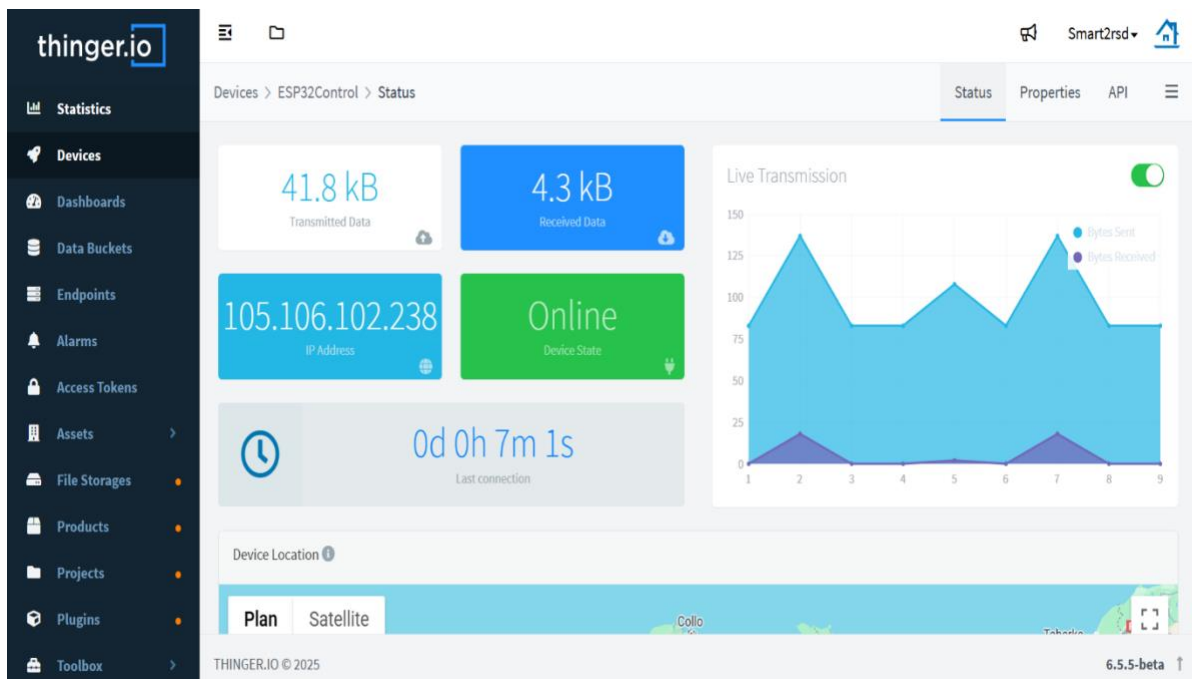 thinger.io
Statistics
Devices
Dashboards
Data Buckets
Endpoints
Alarms
Access Tokens
Assets
File Storages
Products
Projects
Plugins
Toolbox
Smart2rsd
Devices > ESP32Control > Status
Status
Properties
API
41.8 kB
Transmitted Data
4.3 kB
Received Data
105.106.102.238
IP Address
Online
Device State
0d 0h 7m 1s
Last connection
Live Transmission
Bytes Sent
Bytes Received
150
125
100
75
50
25
0
1 2 3 4 5 6 7 8 9
Device Location
Plan
Satellite
Collo
THINGER.IO © 2025
6.5.5-beta